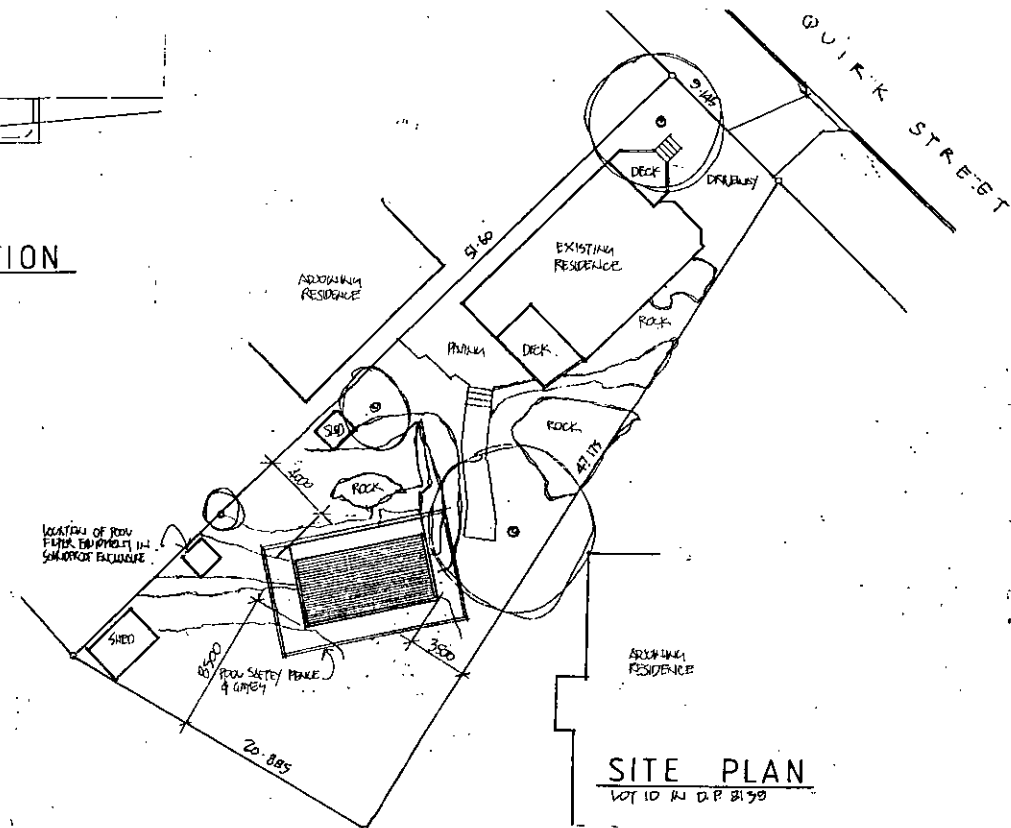 QUIRK STREET
9.145
DECK
DRIVEWAY
TION
51.60
EXISTING
RESIDENCE
ADJOINING
RESIDENCE
ROCK
PAVING
DECK
SHED
ROCK
47.175
4000
ROCK
LOCATION OF POOL
FILTER EQUIPMENT IN
SOUNDPROOF ENCLOSURE
SHED
8500
3500
POOL SAFETY FENCE
& GATES
ADJOINING
RESIDENCE
20.885
SITE PLAN
LOT 10 IN D.P. 8139